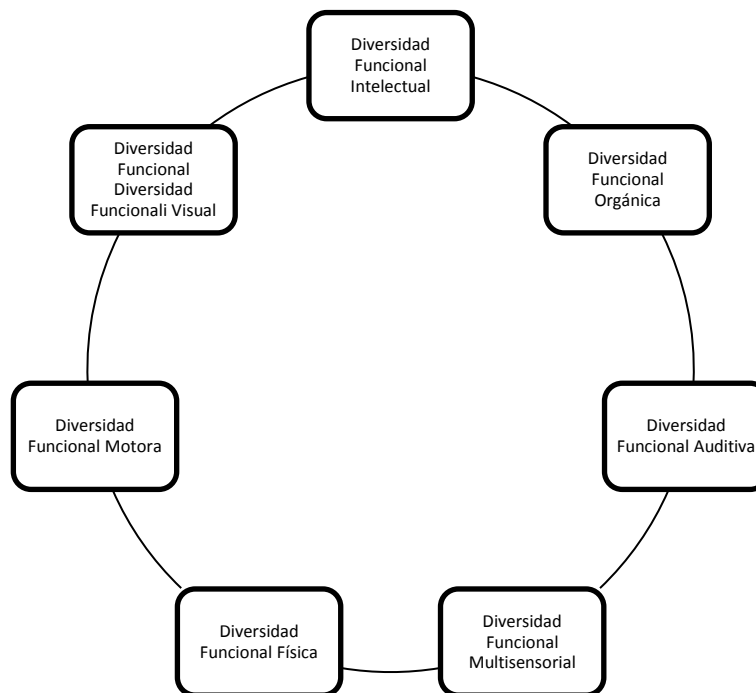 Diversidad
Funcional
Intelectual
Diversidad
Funcional
Orgánica
Diversidad
Funcional Auditiva
Diversidad
Funcional
Multisensorial
Diversidad
Funcional Física
Diversidad
Funcional Motora
Diversidad
Funcional
Diversidad
Funcionali Visual